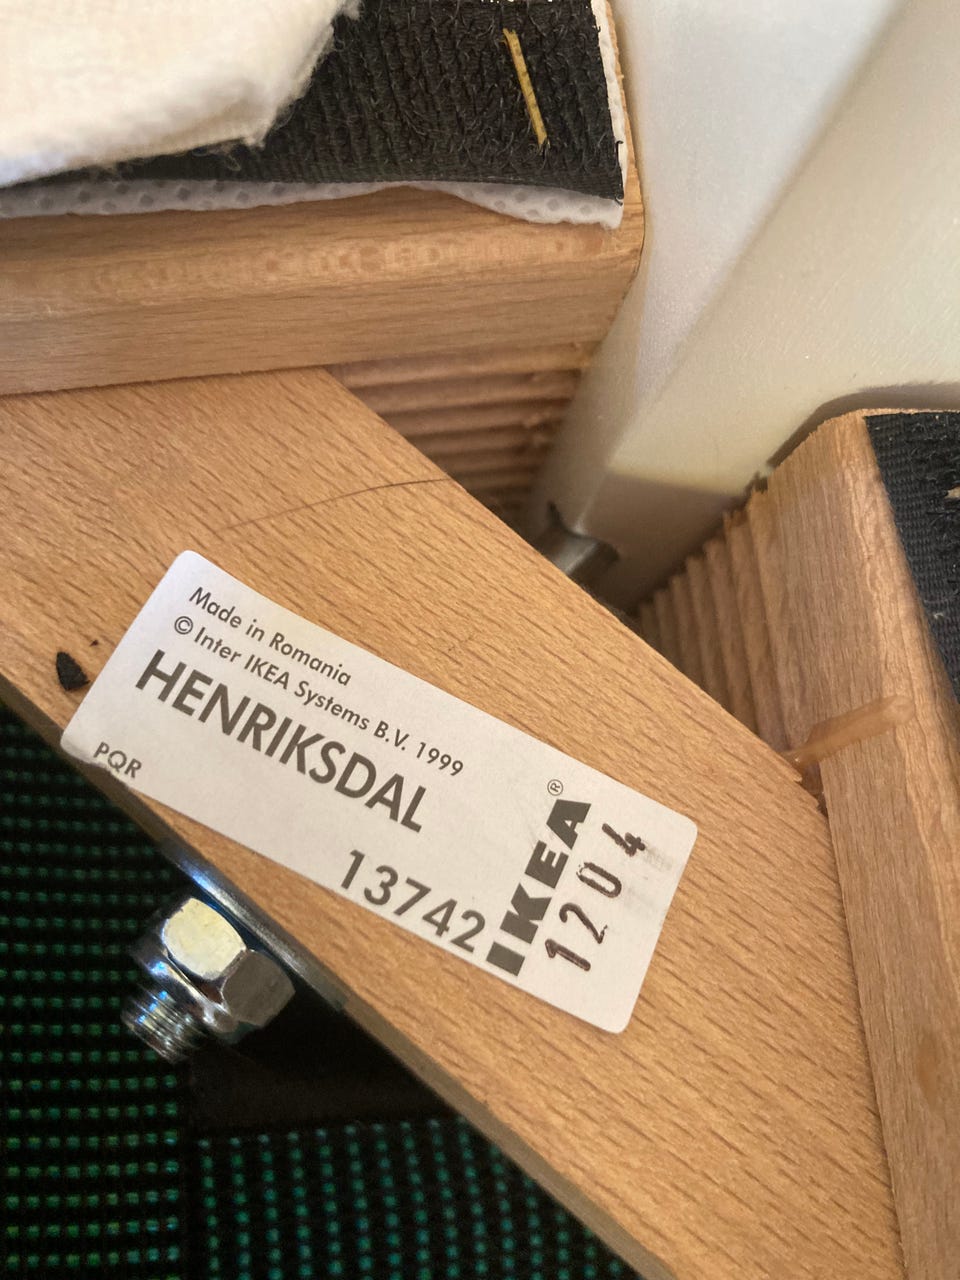 Made in Romania
© Inter IKEA Systems B.V. 1999
HENRIKSDAL
PQR
13742
IKEA®
1204